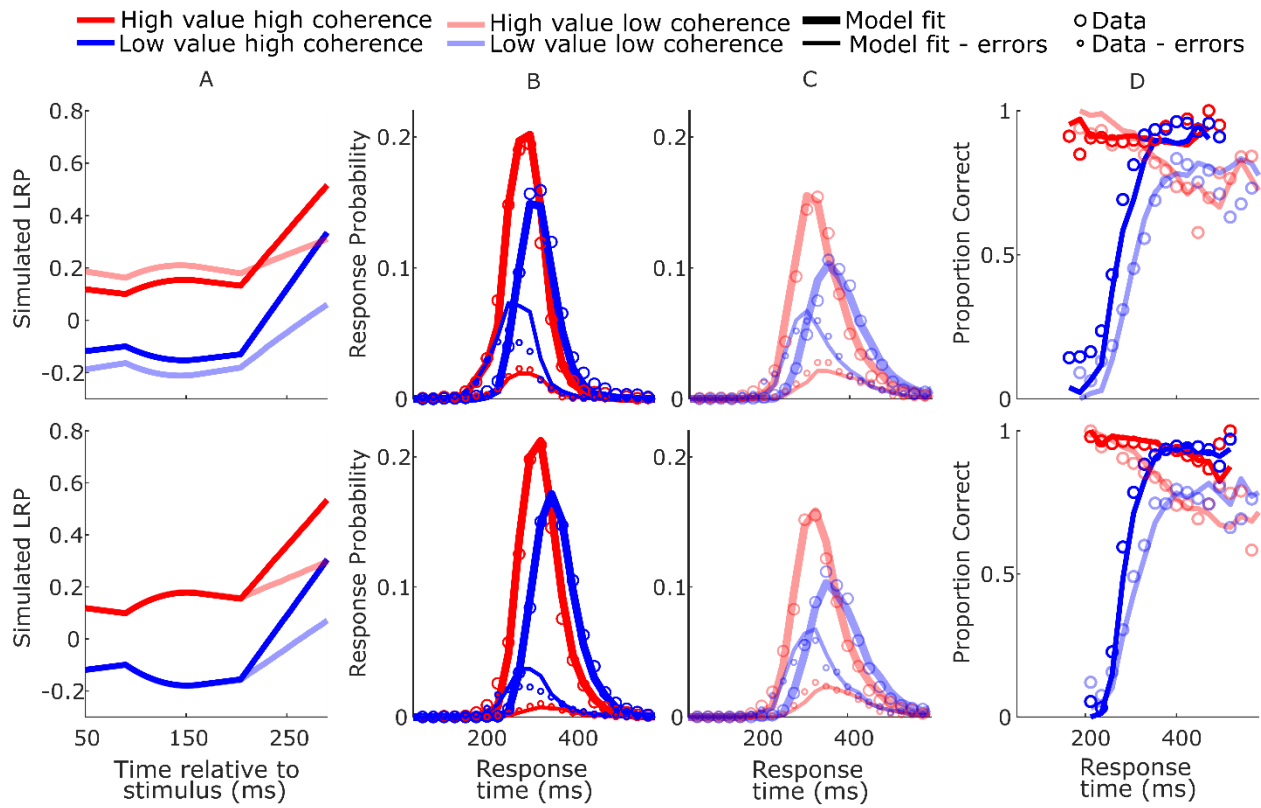 High value high coherence
High value low coherence
Model fit
Data
Low value high coherence
Low value low coherence
Model fit - errors
Data - errors
A
B
C
D
Simulated LRP
0.8
0.6
0.4
0.2
0
-0.2
Response Probability
0.2
0.1
0
0.2
0.1
0
Proportion Correct
1
0.5
0
Simulated LRP
0.8
0.6
0.4
0.2
0
-0.2
50
150
250
Time relative to
stimulus (ms)
Response Probability
0.2
0.1
0
200
400
Response
time (ms)
0.2
0.1
0
200
400
Response
time (ms)
Proportion Correct
1
0.5
0
200
400
Response
time (ms)